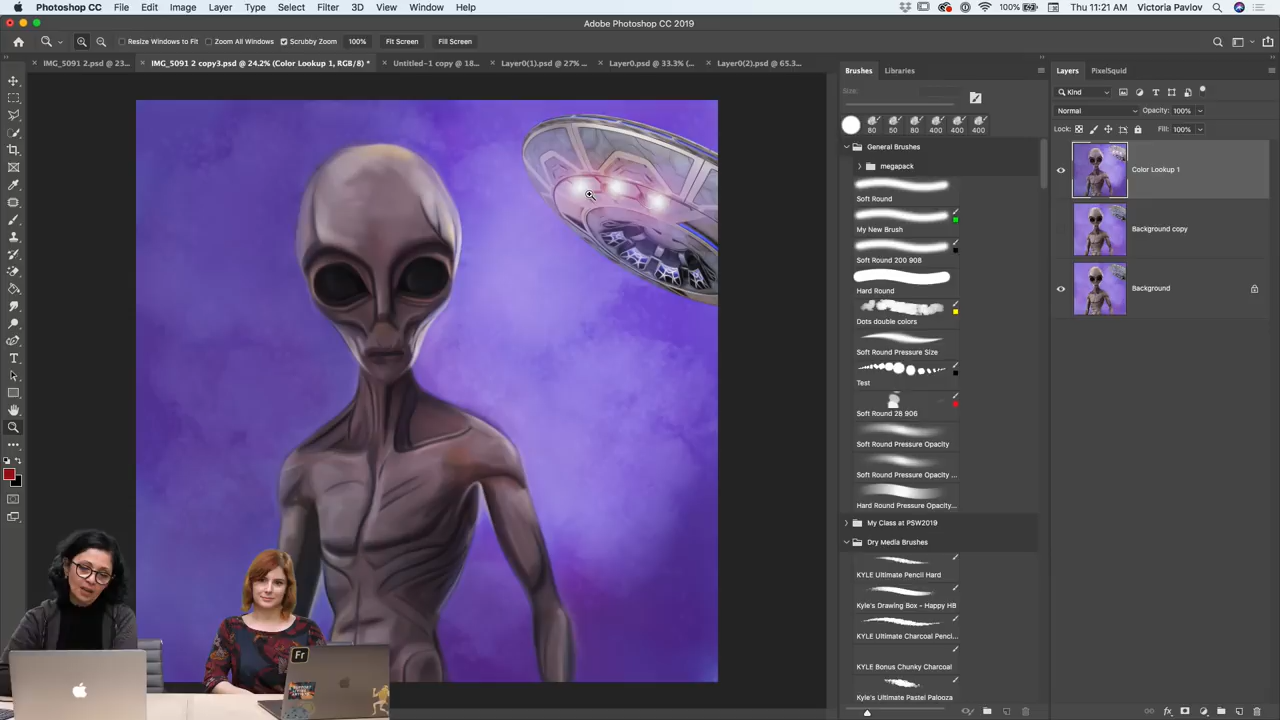 Photoshop CC File Edit Image Layer Type Select Filter 3D View Window Help 100% Thu 11:21 AM Victoria Pavlov
Adobe Photoshop CC 2019
Resize Windows to Fit Zoom All Windows Scrubby Zoom 100% Fit Screen Fill Screen
IMG_5091 2.psd @ 23... IMG_5091 2 copy3.psd @ 24.2% (Color Lookup 1, RGB/8) * Untitled-1 copy @ 18... Layer0(1).psd @ 27% ... Layer0.psd @ 33.3% (... Layer0(2).psd @ 65.3...
Brushes Libraries
Size:
80 50 80 400 400 400
General Brushes
megapack
Soft Round
My New Brush
Soft Round 200 908
Hard Round
Dots double colors
Soft Round Pressure Size
Test
Soft Round 28 906
Soft Round Pressure Opacity
Soft Round Pressure Opacity ...
Hard Round Pressure Opacity...
My Class at PSW2019
Dry Media Brushes
KYLE Ultimate Pencil Hard
Kyle's Drawing Box - Happy HB
KYLE Ultimate Charcoal Penci...
KYLE Bonus Chunky Charcoal
Kyle's Ultimate Pastel Palooza
Layers PixelSquid
Kind
Normal Opacity: 100%
Lock: Fill: 100%
Color Lookup 1
Background copy
Background
Fr